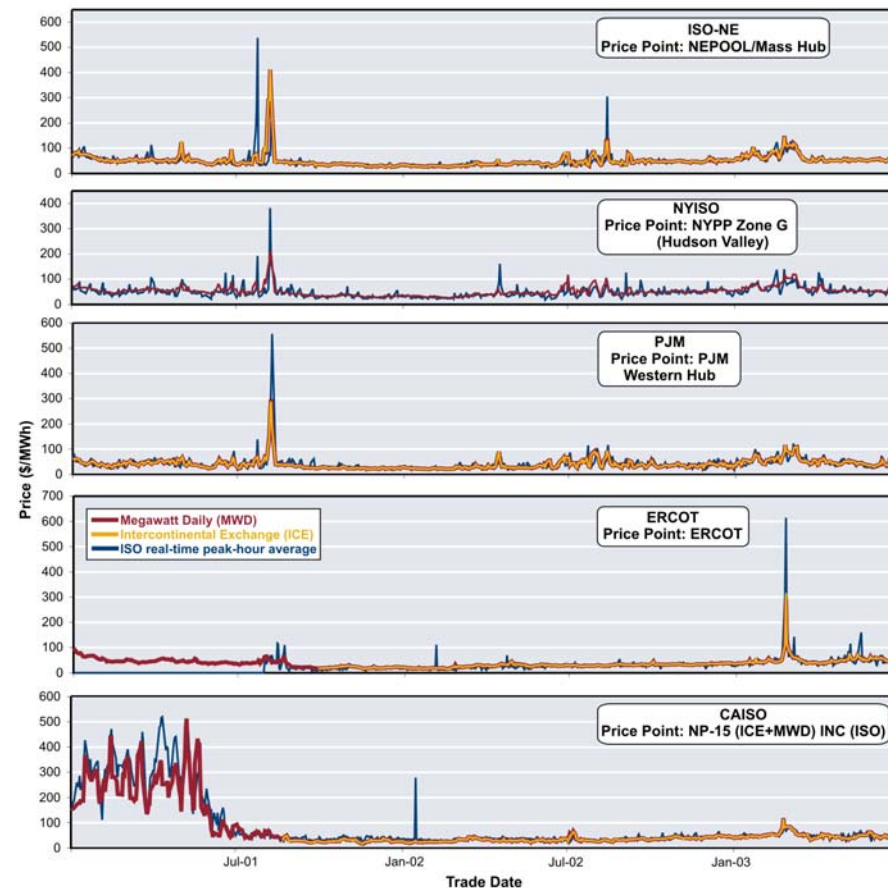 600
500
400
300
200
100
0
ISO-NE
Price Point: NEPOOL/Mass Hub
400
300
200
100
0
NYISO
Price Point: NYPP Zone G
(Hudson Valley)
600
500
400
300
200
100
0
PJM
Price Point: PJM
Western Hub
Price ($/MWh)
700
600
500
400
300
200
100
0
Megawatt Daily (MWD)
Intercontinental Exchange (ICE)
ISO real-time peak-hour average
ERCOT
Price Point: ERCOT
600
500
400
300
200
100
0
CAISO
Price Point: NP-15 (ICE+MWD) INC (ISO)
Jul-01 Jan-02 Jul-02 Jan-03
Trade Date